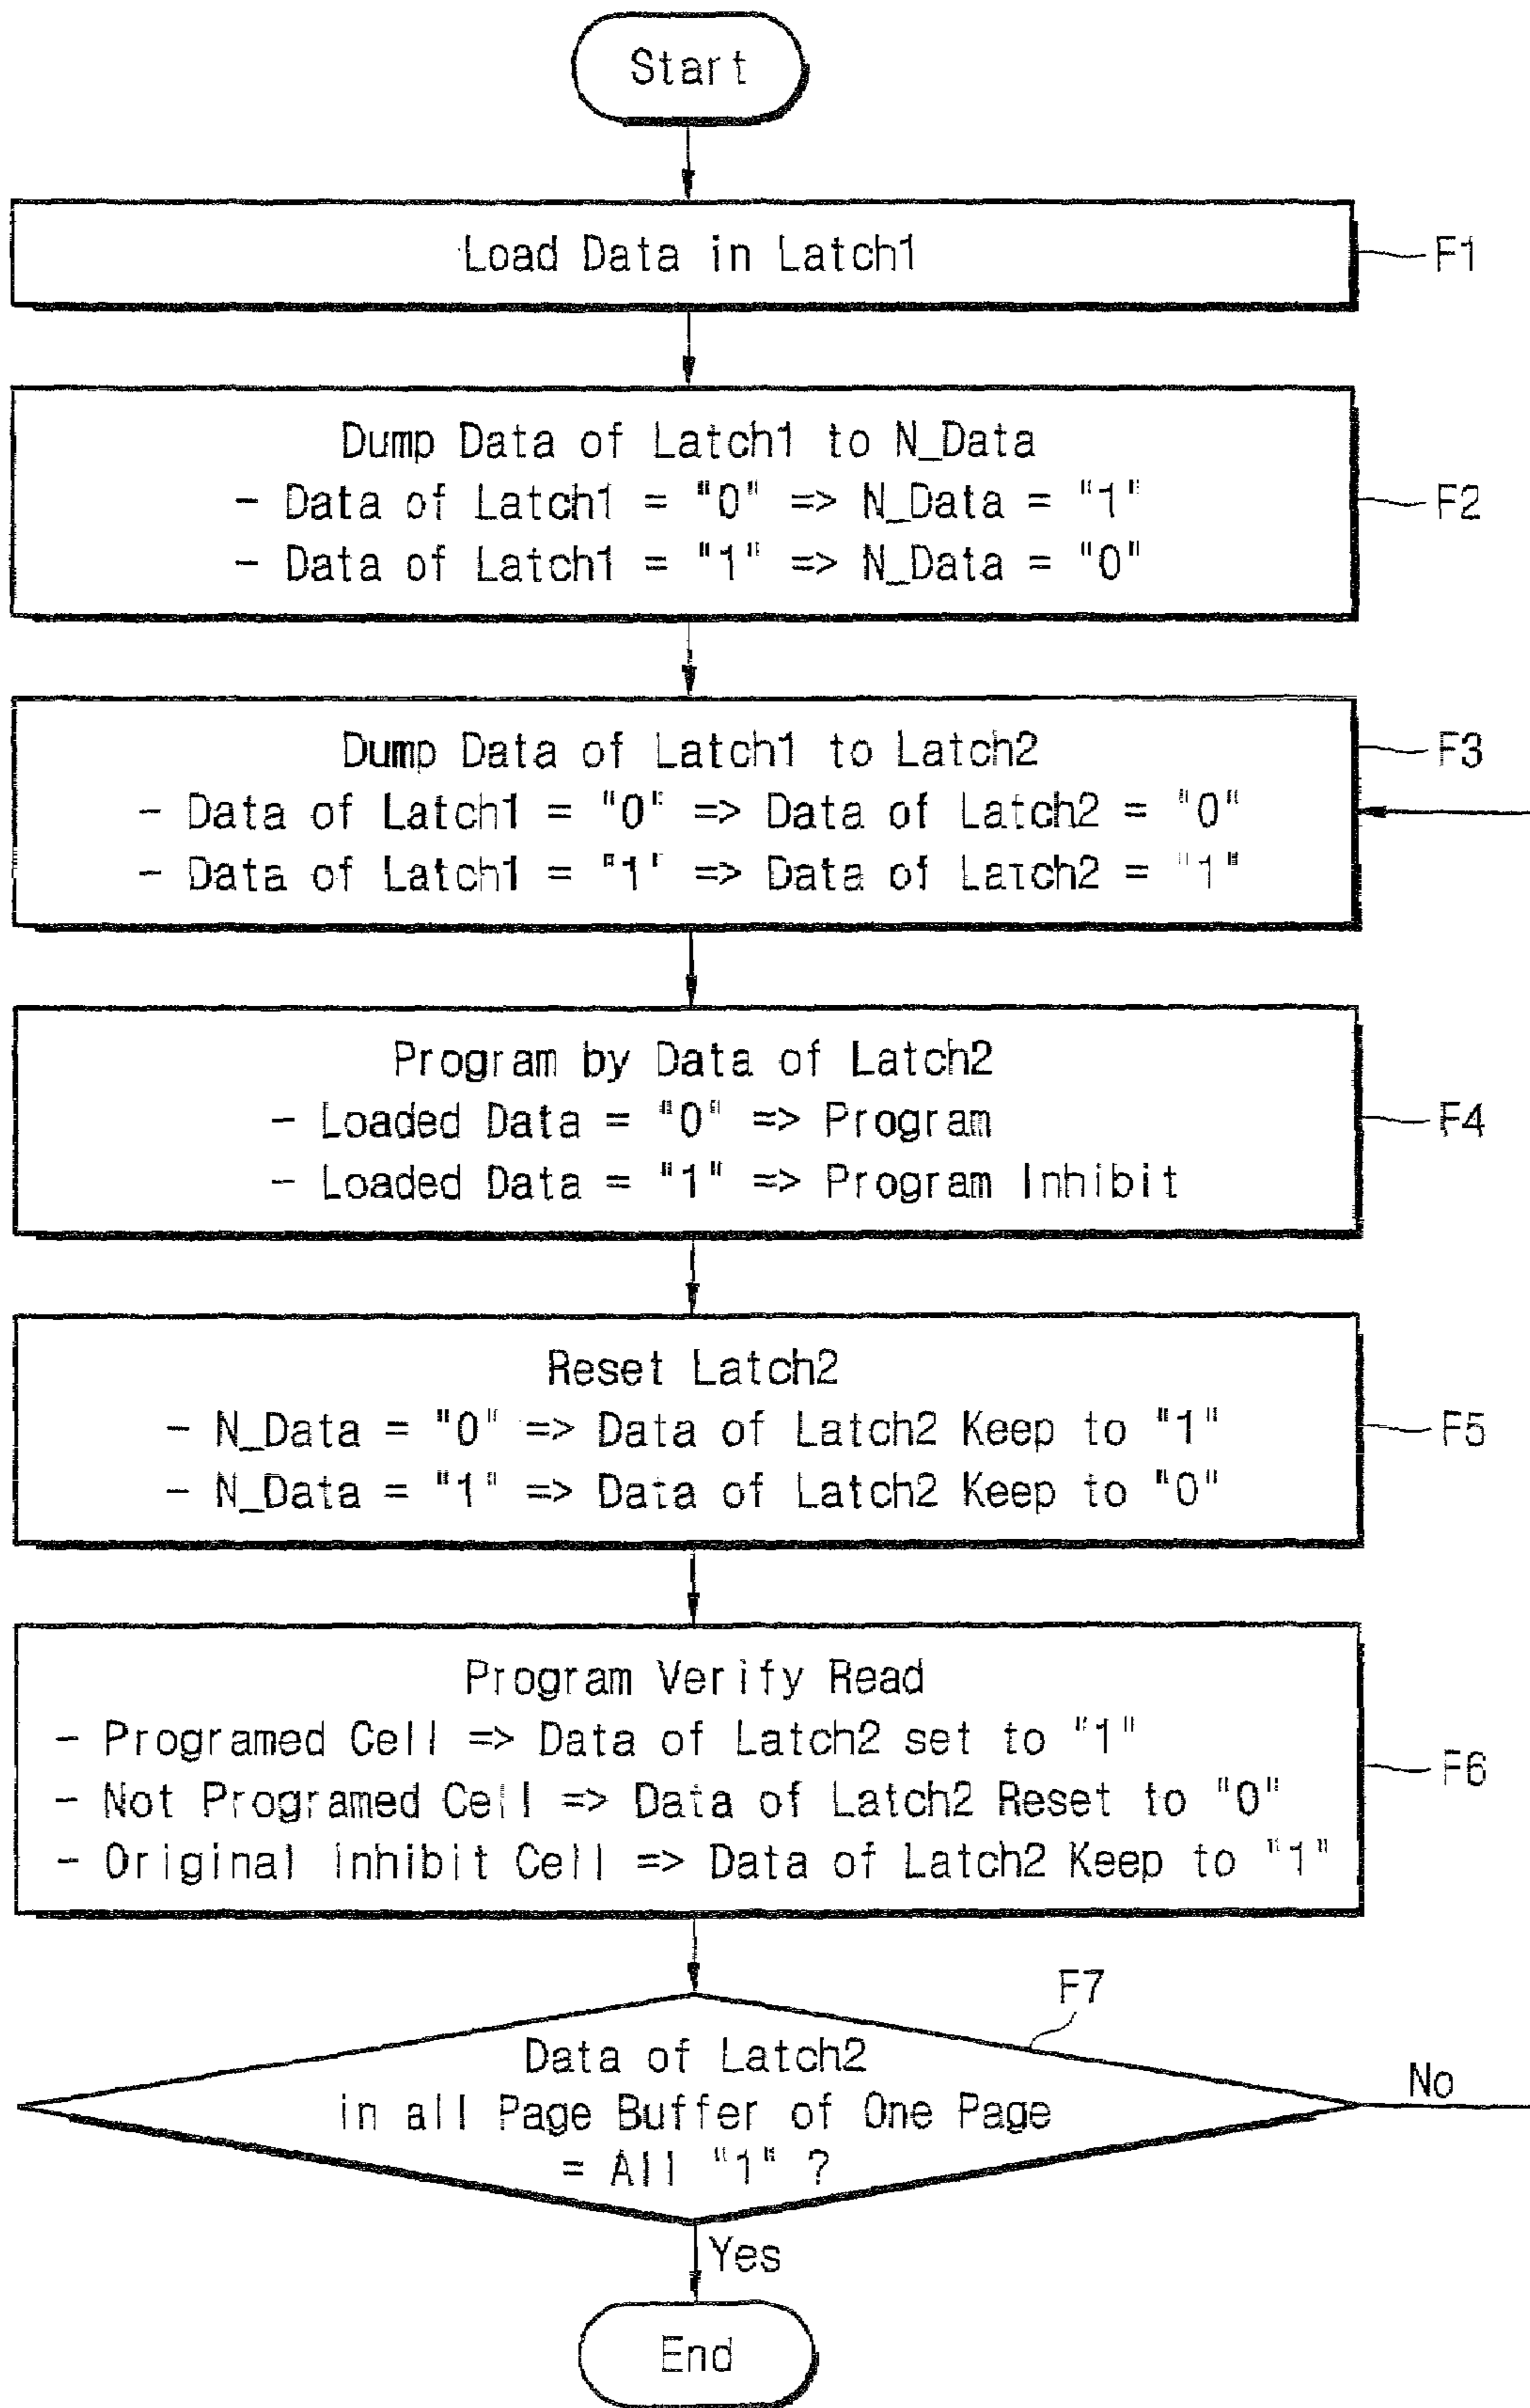 Start
Load Data in Latch1
F1
Dump Data of Latch1 to N_Data
- Data of Latch1 = "0" => N_Data = "1"
F2
- Data of Latch1 = "1" => N_Data = "0"
Dump Data of Latch1 to Latch2
F3
- Data of Latch1 = "0" => Data of Latch2 = "0"
- Data of Latch1 = "1" => Data of Latch2 = "1"
Program by Data of Latch2
- Loaded Data = "0" => Program
F4
- Loaded Data = "1" => Program Inhibit
Reset Latch2
- N_Data = "0" => Data of Latch2 Keep to "1"
F5
- N_Data = "1" => Data of Latch2 Keep to "0"
Program Verify Read
- Programed Cell => Data of Latch2 set to "1"
F6
- Not Programed Cell => Data of Latch2 Reset to "0"
- Original Inhibit Cell => Data of Latch2 Keep to "1"
F7
Data of Latch2
in all Page Buffer of One Page
= All "1" ?
No
Yes
End